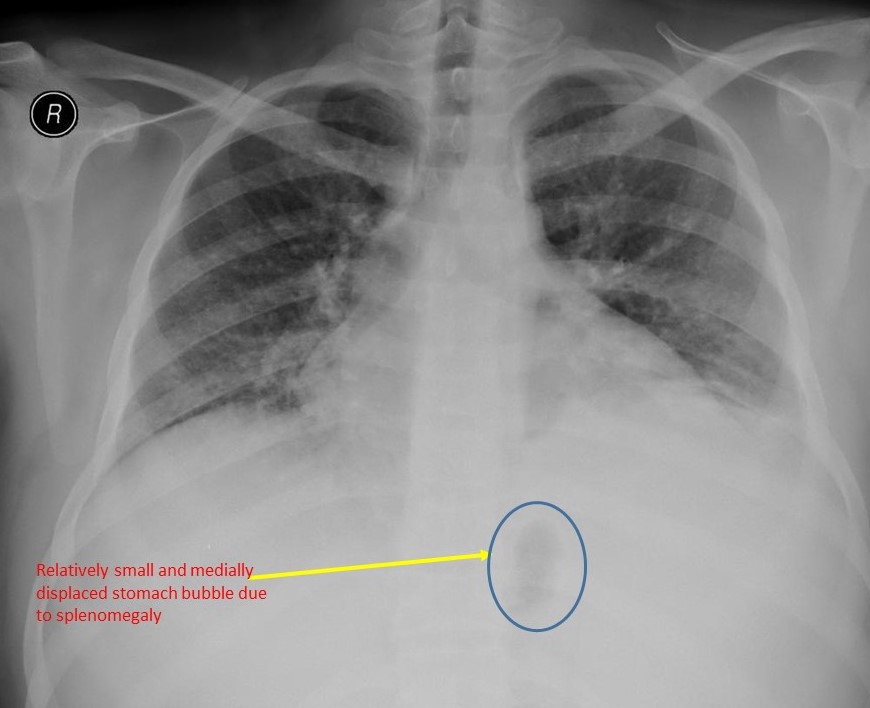 R
Relatively small and medially
displaced stomach bubble due
to splenomegaly